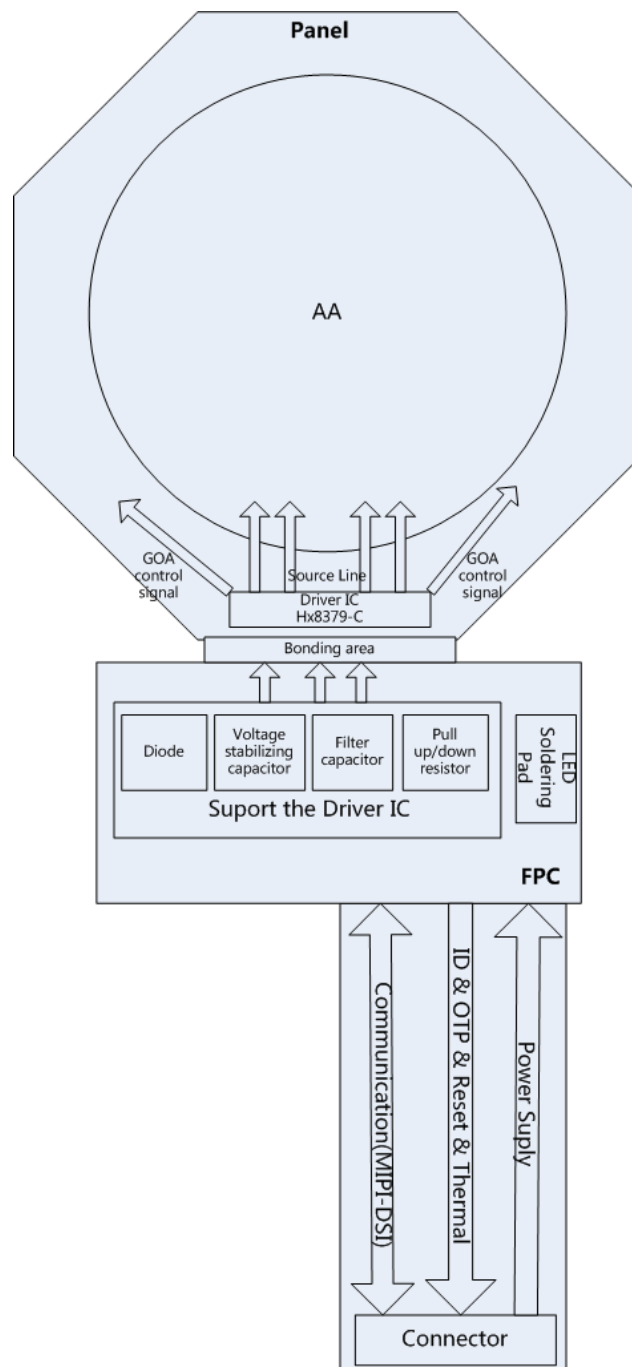 Panel
AA
GOA
control
signal
Source Line
GOA
control
signal
Driver IC
Hx8379-C
Bonding area
Diode
Voltage
stabilizing
capacitor
Filter
capacitor
Pull
up/down
resistor
LED
Soldering
Pad
Suport the Driver IC
FPC
Communication(MIPI-DSI)
ID & OTP & Reset & Thermal
Power Suply
Connector